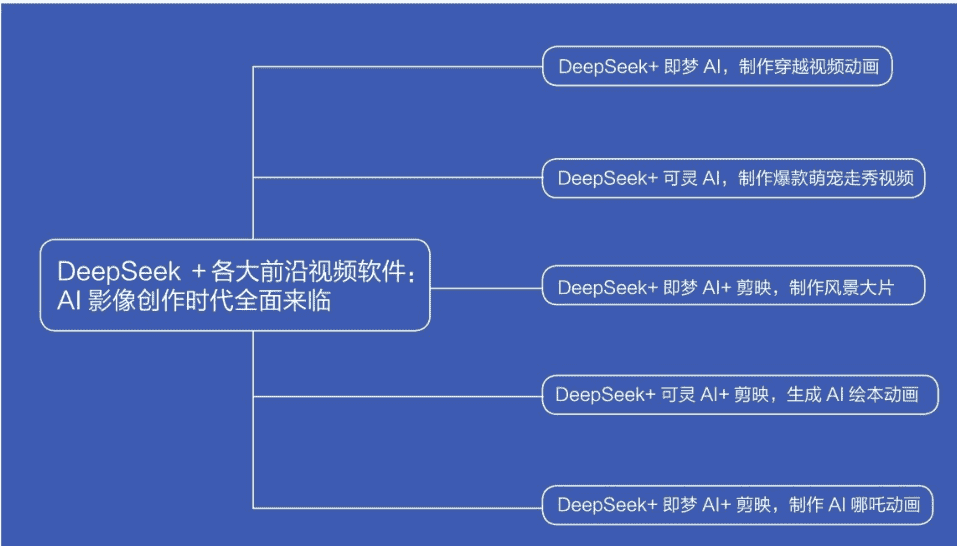 DeepSeek+ 即梦 AI，制作穿越视频动画
DeepSeek+ 可灵 AI，制作爆款萌宠走秀视频
DeepSeek + 各大前沿视频软件：
AI 影像创作时代全面来临
DeepSeek+ 即梦 AI+ 剪映，制作风景大片
DeepSeek+ 可灵 AI+ 剪映，生成 AI 绘本动画
DeepSeek+ 即梦 AI+ 剪映，制作 AI 哪吒动画